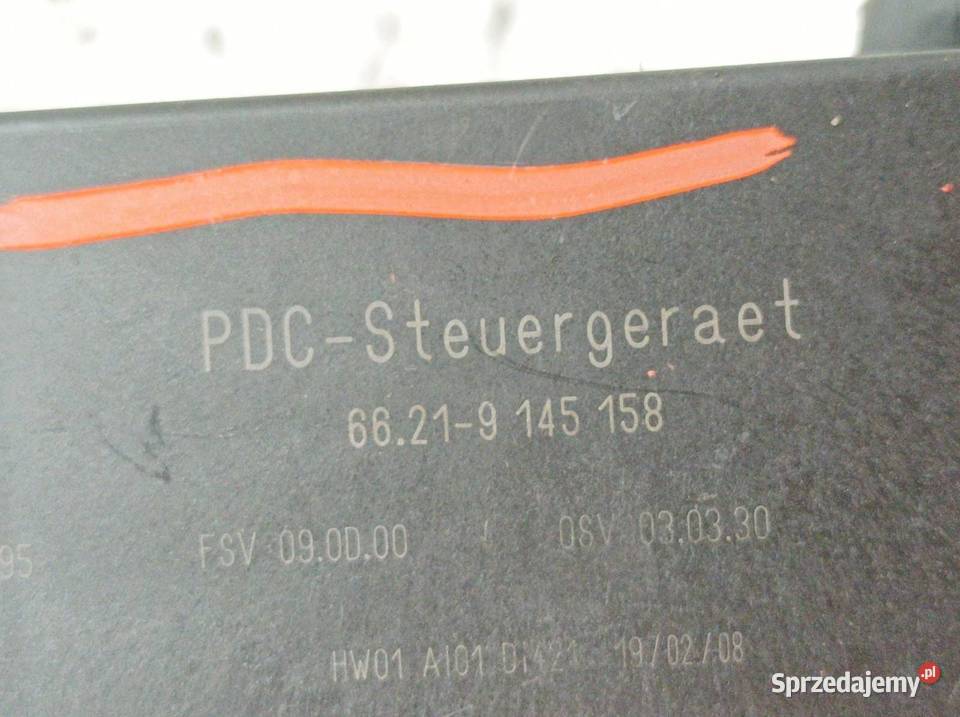 PDC-Steuergeraet
66.21-9 145 158
95 FSV 09.0D.00 / OSV 03.03.30
HW01 AI01 19/02/08
Sprzedajemy.pl